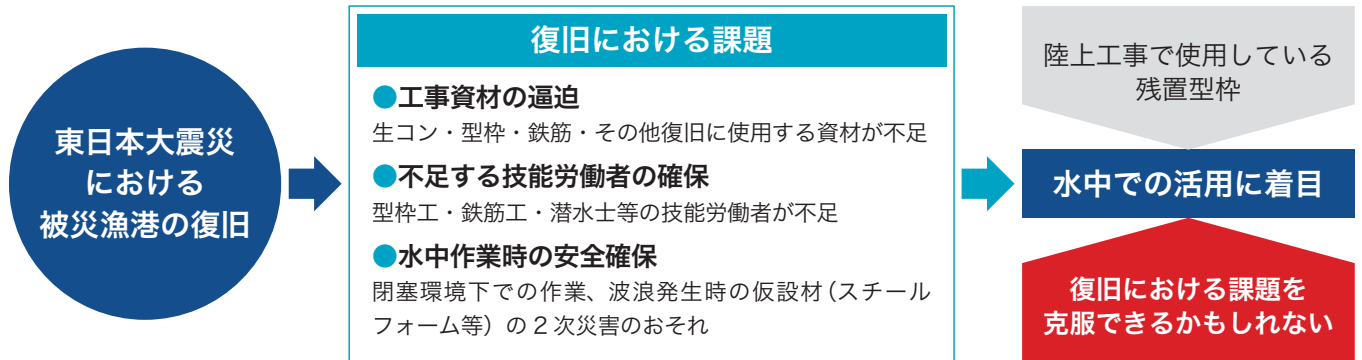 東日本大震災
における
被災漁港の復旧
復旧における課題
●工事資材の逼迫
生コン・型枠・鉄筋・その他復旧に使用する資材が不足
●不足する技能労働者の確保
型枠工・鉄筋工・潜水士等の技能労働者が不足
●水中作業時の安全確保
閉塞環境下での作業、波浪発生時の仮設材(スチール
フォーム等）の2次災害のおそれ
陸上工事で使用している
残置型枠
水中での活用に着目
復旧における課題を
克服できるかもしれない